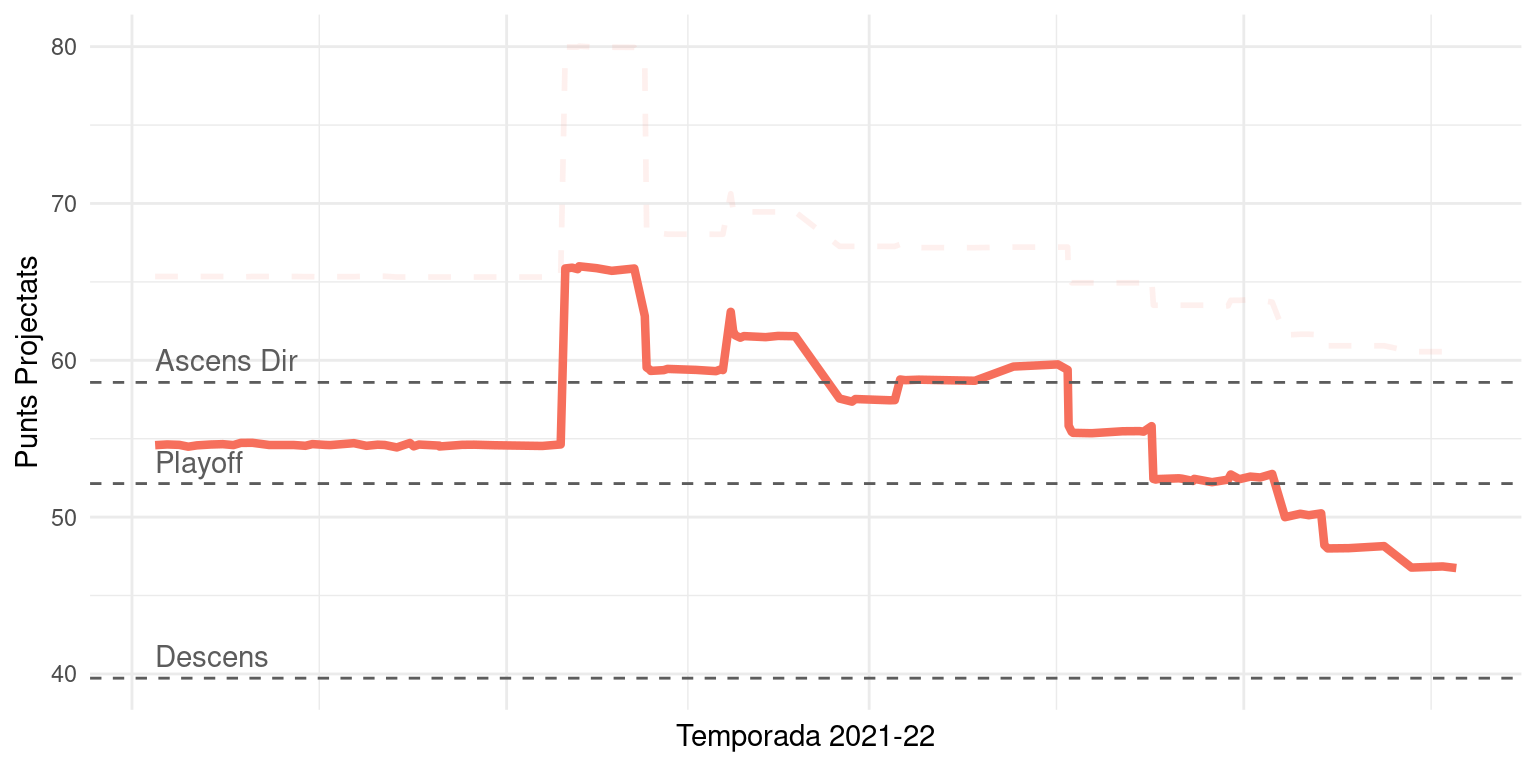 80
70
60
50
40
Punts Projectats
Ascens Dir
Playoff
Descens
Temporada 2021-22